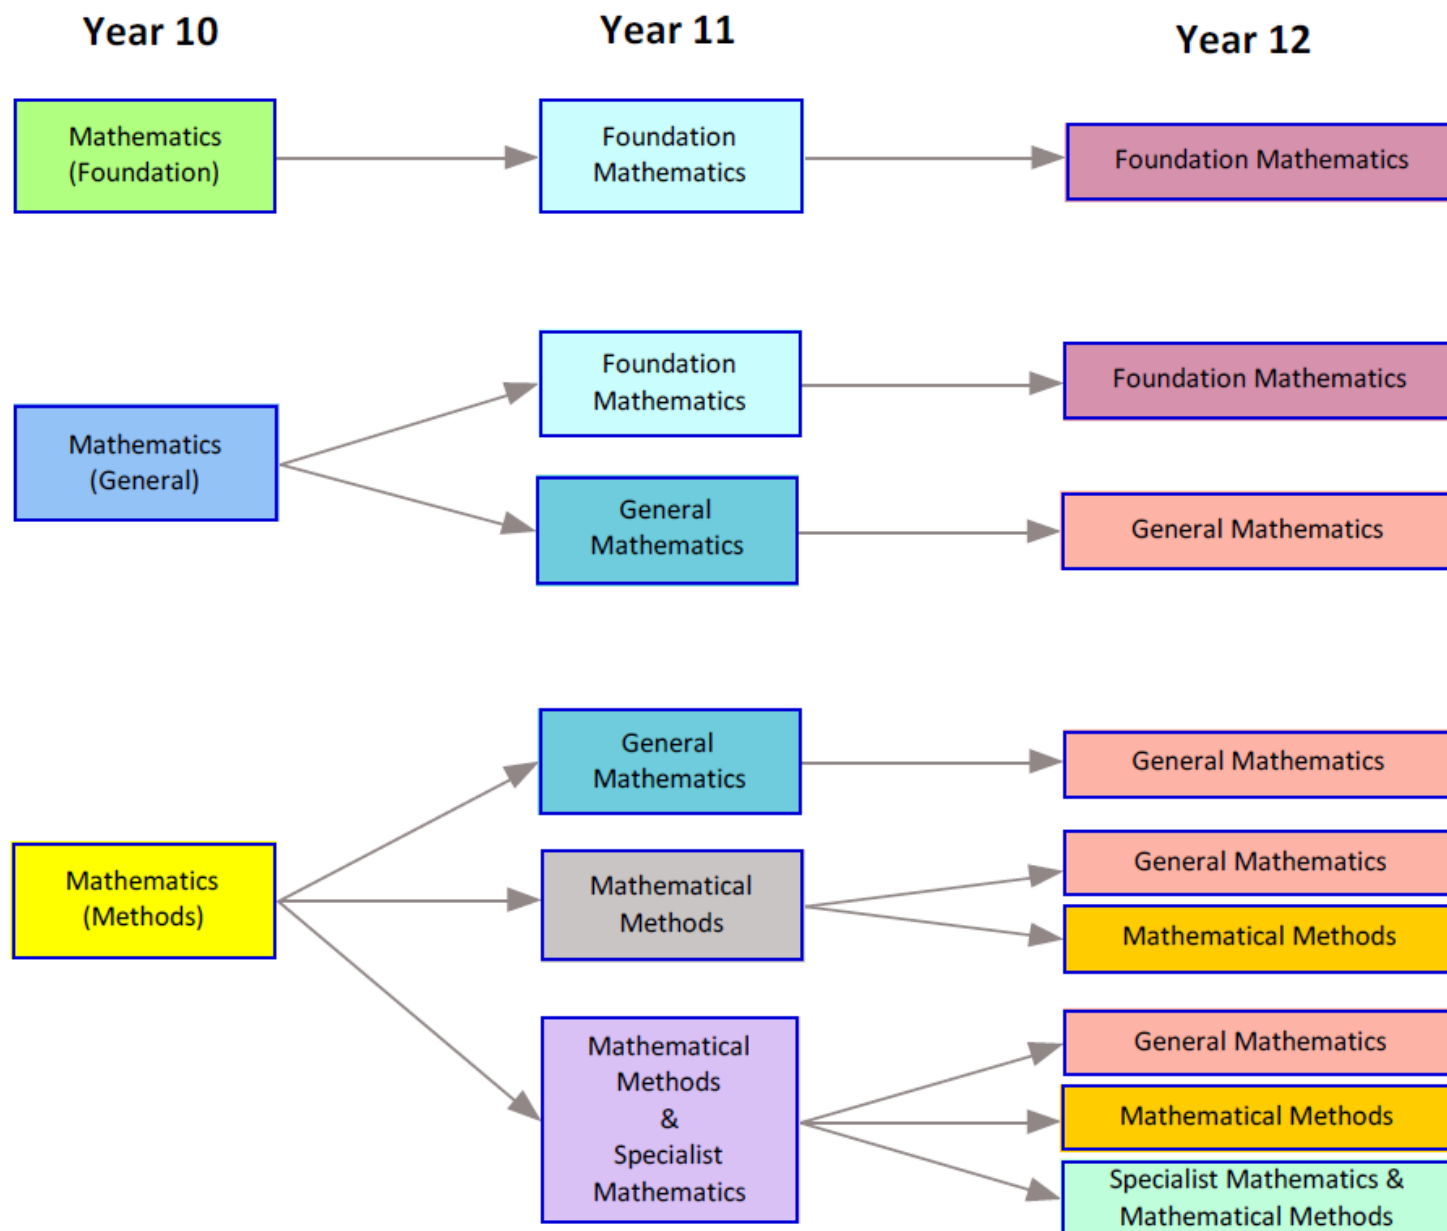 Year 10
Year 11
Year 12
Mathematics
(Foundation)
Foundation
Mathematics
Foundation Mathematics
Mathematics
(General)
Foundation
Mathematics
Foundation Mathematics
General
Mathematics
General Mathematics
Mathematics
(Methods)
General
Mathematics
General Mathematics
Mathematical
Methods
General Mathematics
Mathematical Methods
Mathematical
Methods
&
Specialist
Mathematics
General Mathematics
Mathematical Methods
Specialist Mathematics &
Mathematical Methods